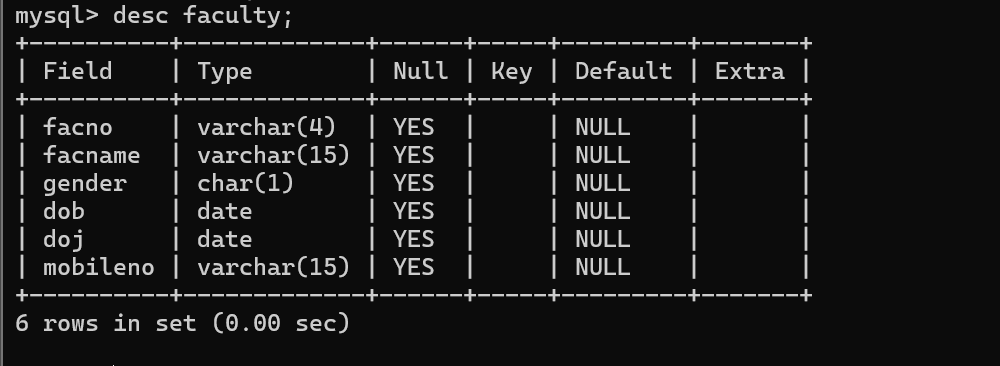 mysql> desc faculty;
+----------+-------------+------+-----+---------+-------+
| Field    | Type        | Null | Key | Default | Extra |
+----------+-------------+------+-----+---------+-------+
| facno    | varchar(4)  | YES  |     | NULL    |       |
| facname  | varchar(15) | YES  |     | NULL    |       |
| gender   | char(1)     | YES  |     | NULL    |       |
| dob      | date        | YES  |     | NULL    |       |
| doj      | date        | YES  |     | NULL    |       |
| mobileno | varchar(15) | YES  |     | NULL    |       |
+----------+-------------+------+-----+---------+-------+
6 rows in set (0.00 sec)